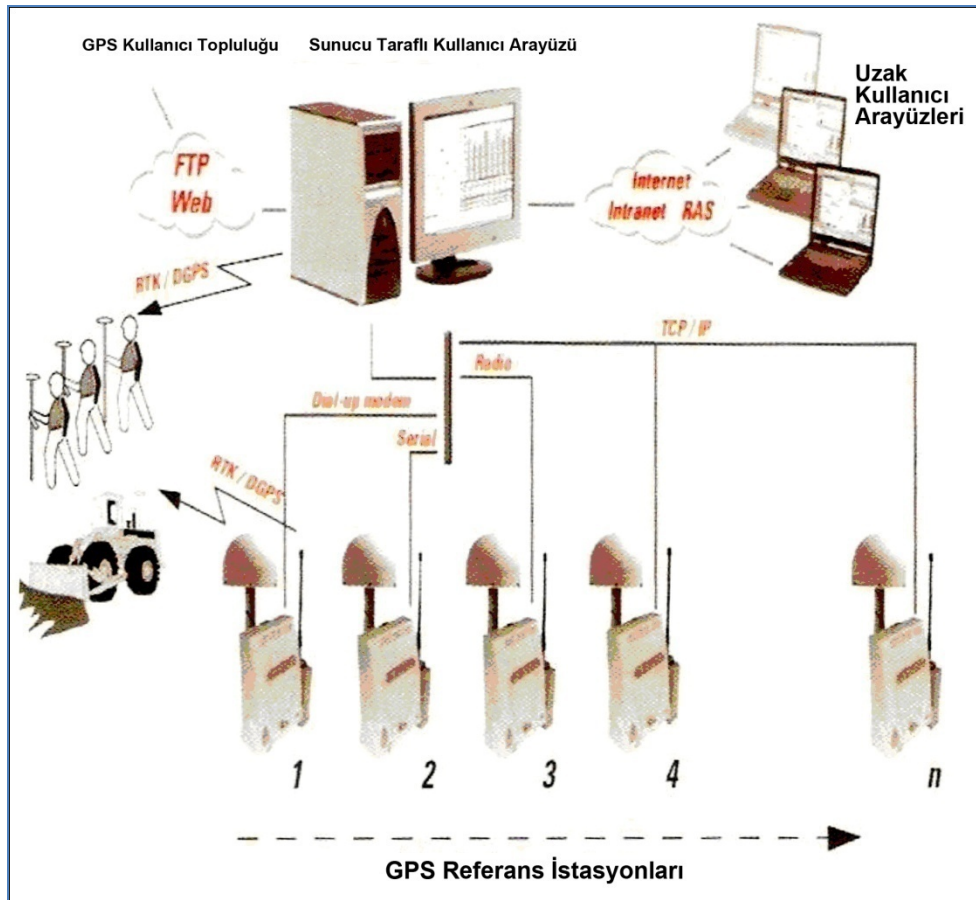 GPS Kullanıcı Topluluğu
Sunucu Taraflı Kullanıcı Arayüzü
Uzak
Kullanıcı
Arayüzleri
FTP
Web
Internet
Intranet RAS
RTK / DGPS
TCP / IP
Radio
Dial-up modem
Serial
RTK / DGPS
1
2
3
4
n
GPS Referans İstasyonları